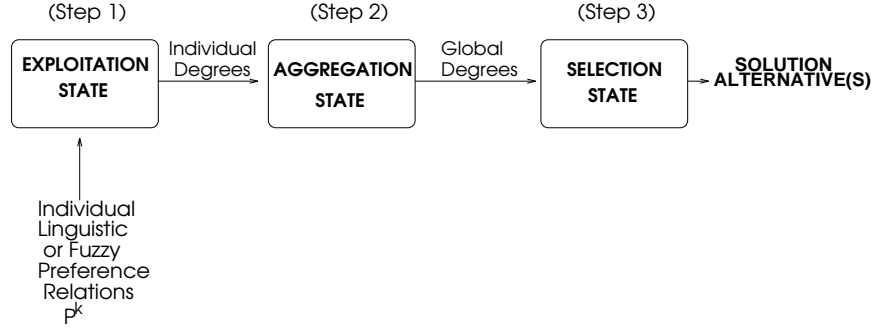 (Step 1)
(Step 2)
(Step 3)
EXPLOITATION
STATE
Individual
Degrees
AGGREGATION
STATE
Global
Degrees
SELECTION
STATE
SOLUTION
ALTERNATIVE(S)
Individual
Linguistic
or Fuzzy
Preference
Relations
P^k